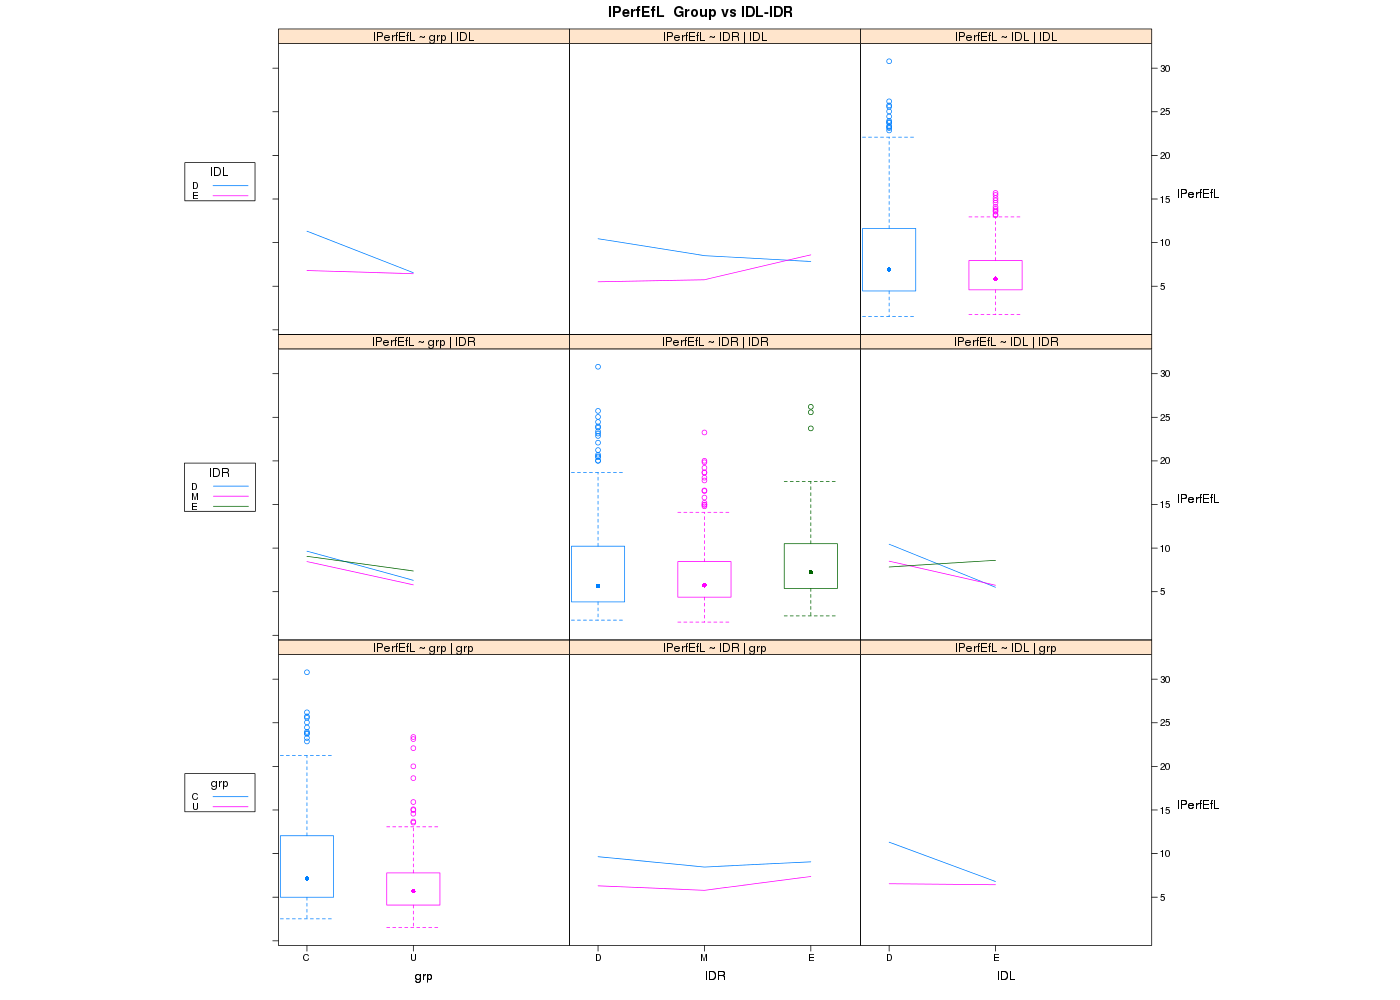 lPerfEfL  Group vs IDL-IDR
lPerfEfL ~ grp | IDL
lPerfEfL ~ IDR | IDL
lPerfEfL ~ IDL | IDL
30
25
20
15
10
5
lPerfEfL
IDL
D
E
lPerfEfL ~ grp | IDR
lPerfEfL ~ IDR | IDR
lPerfEfL ~ IDL | IDR
30
25
20
15
10
5
lPerfEfL
IDR
D
M
E
lPerfEfL ~ grp | grp
lPerfEfL ~ IDR | grp
lPerfEfL ~ IDL | grp
30
25
20
15
10
5
lPerfEfL
grp
C
U
C U D M E D E
grp IDR IDL